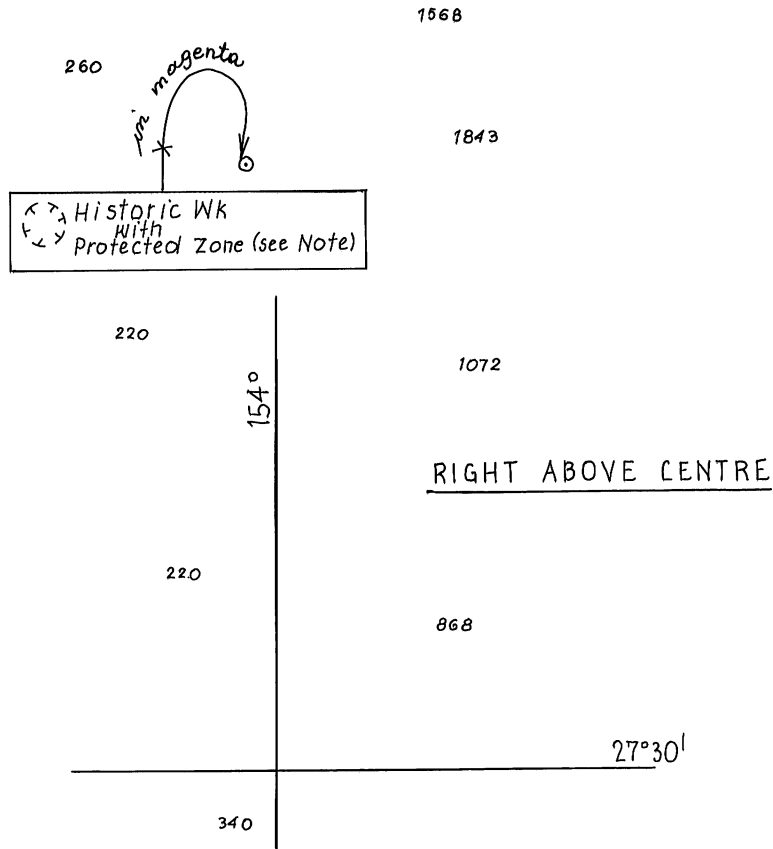 1568
260
in magenta
1843
Historic Wk
with
Protected Zone (see Note)
220
1072
154°
RIGHT ABOVE CENTRE
220
868
27°30'
340